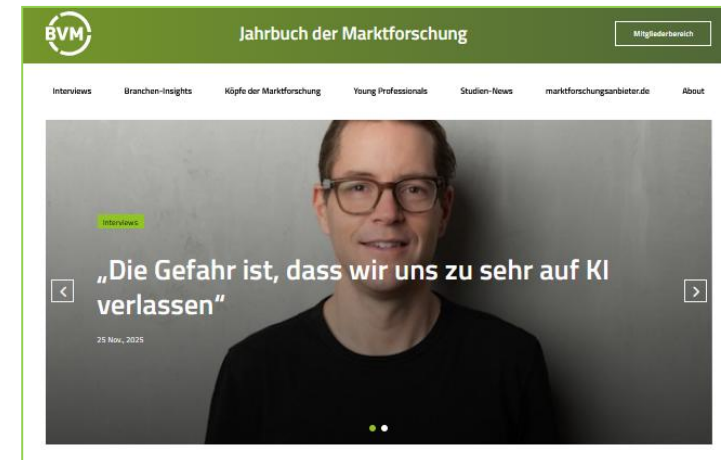 BVM
Jahrbuch der Marktforschung
Mitgliederbereich
Interviews
Branchen-Insights
Köpfe der Marktforschung
Young Professionals
Studien-News
marktforschungsanbieter.de
About
Interviews
„Die Gefahr ist, dass wir uns zu sehr auf KI
verlassen“
25 Nov., 2025